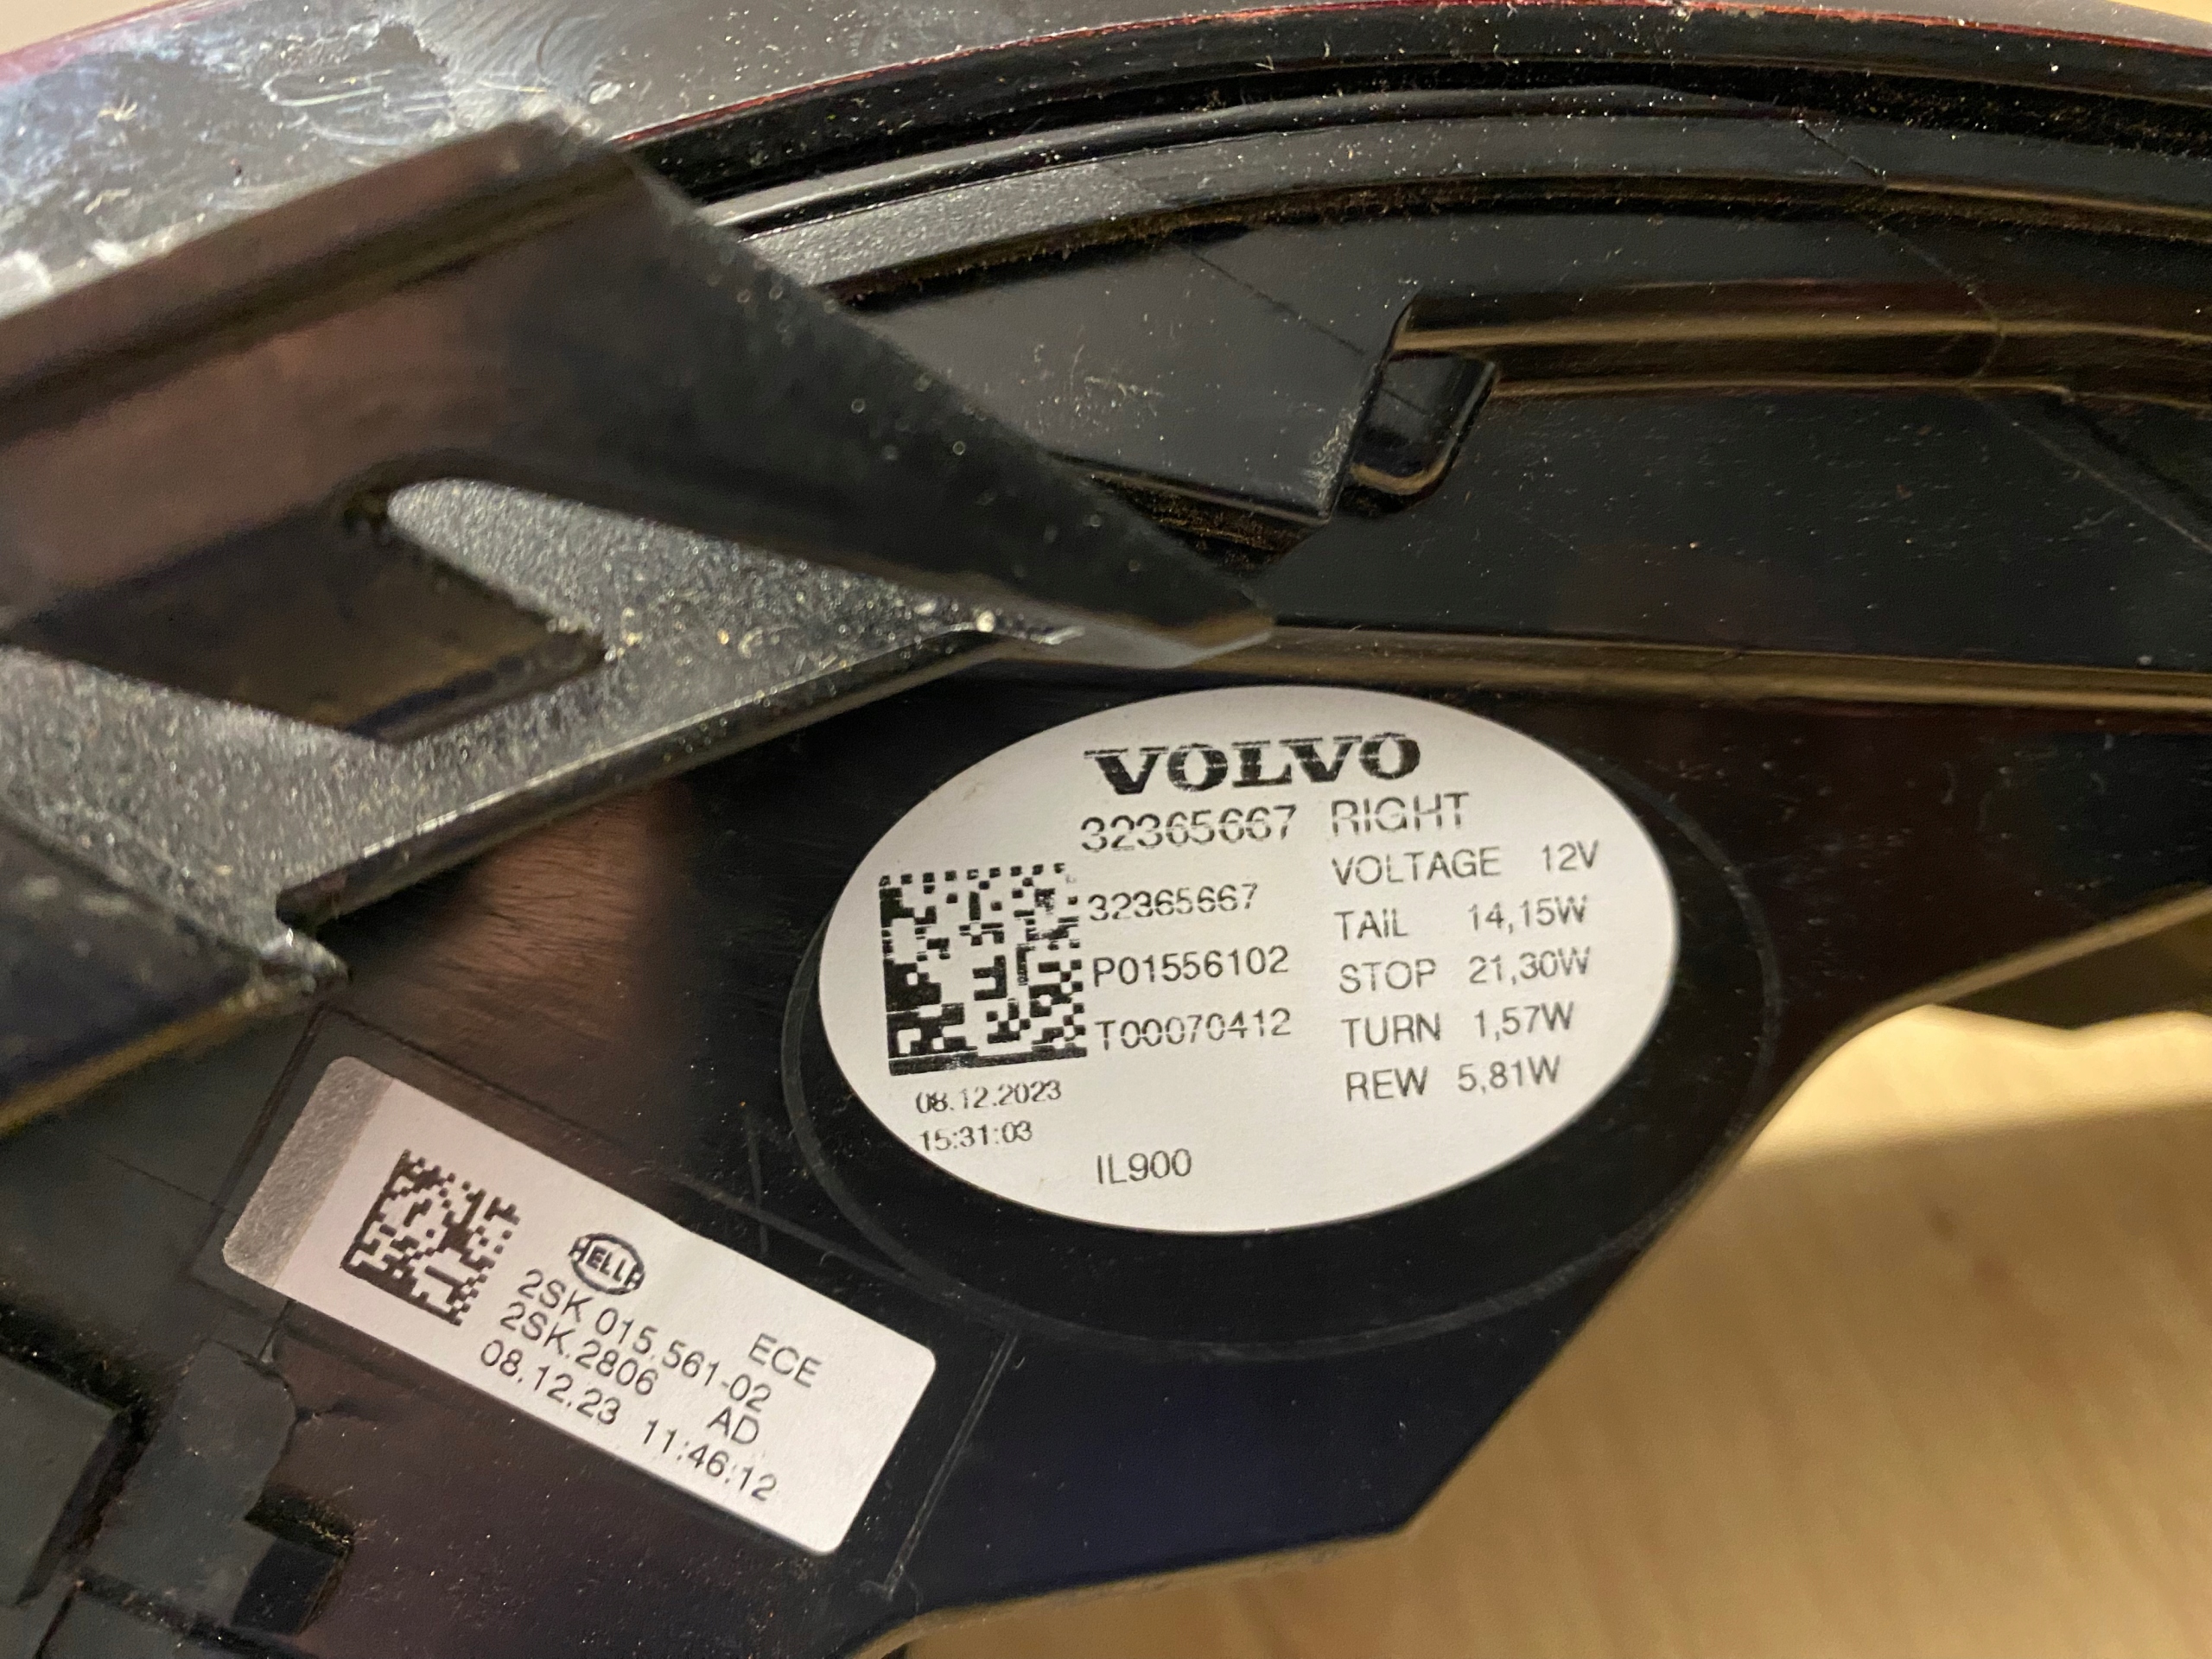 VOLVO
32365667 RIGHT
32365667
P01556102
T00070412
VOLTAGE 12V
TAIL 14,15W
STOP 21,30W
TURN 1,57W
REW 5,81W
08.12.2023
15:31:03
IL900
HELLA
ECE
2SK 015.561-02
2SK.2806 AD
08.12.23 11:46:12